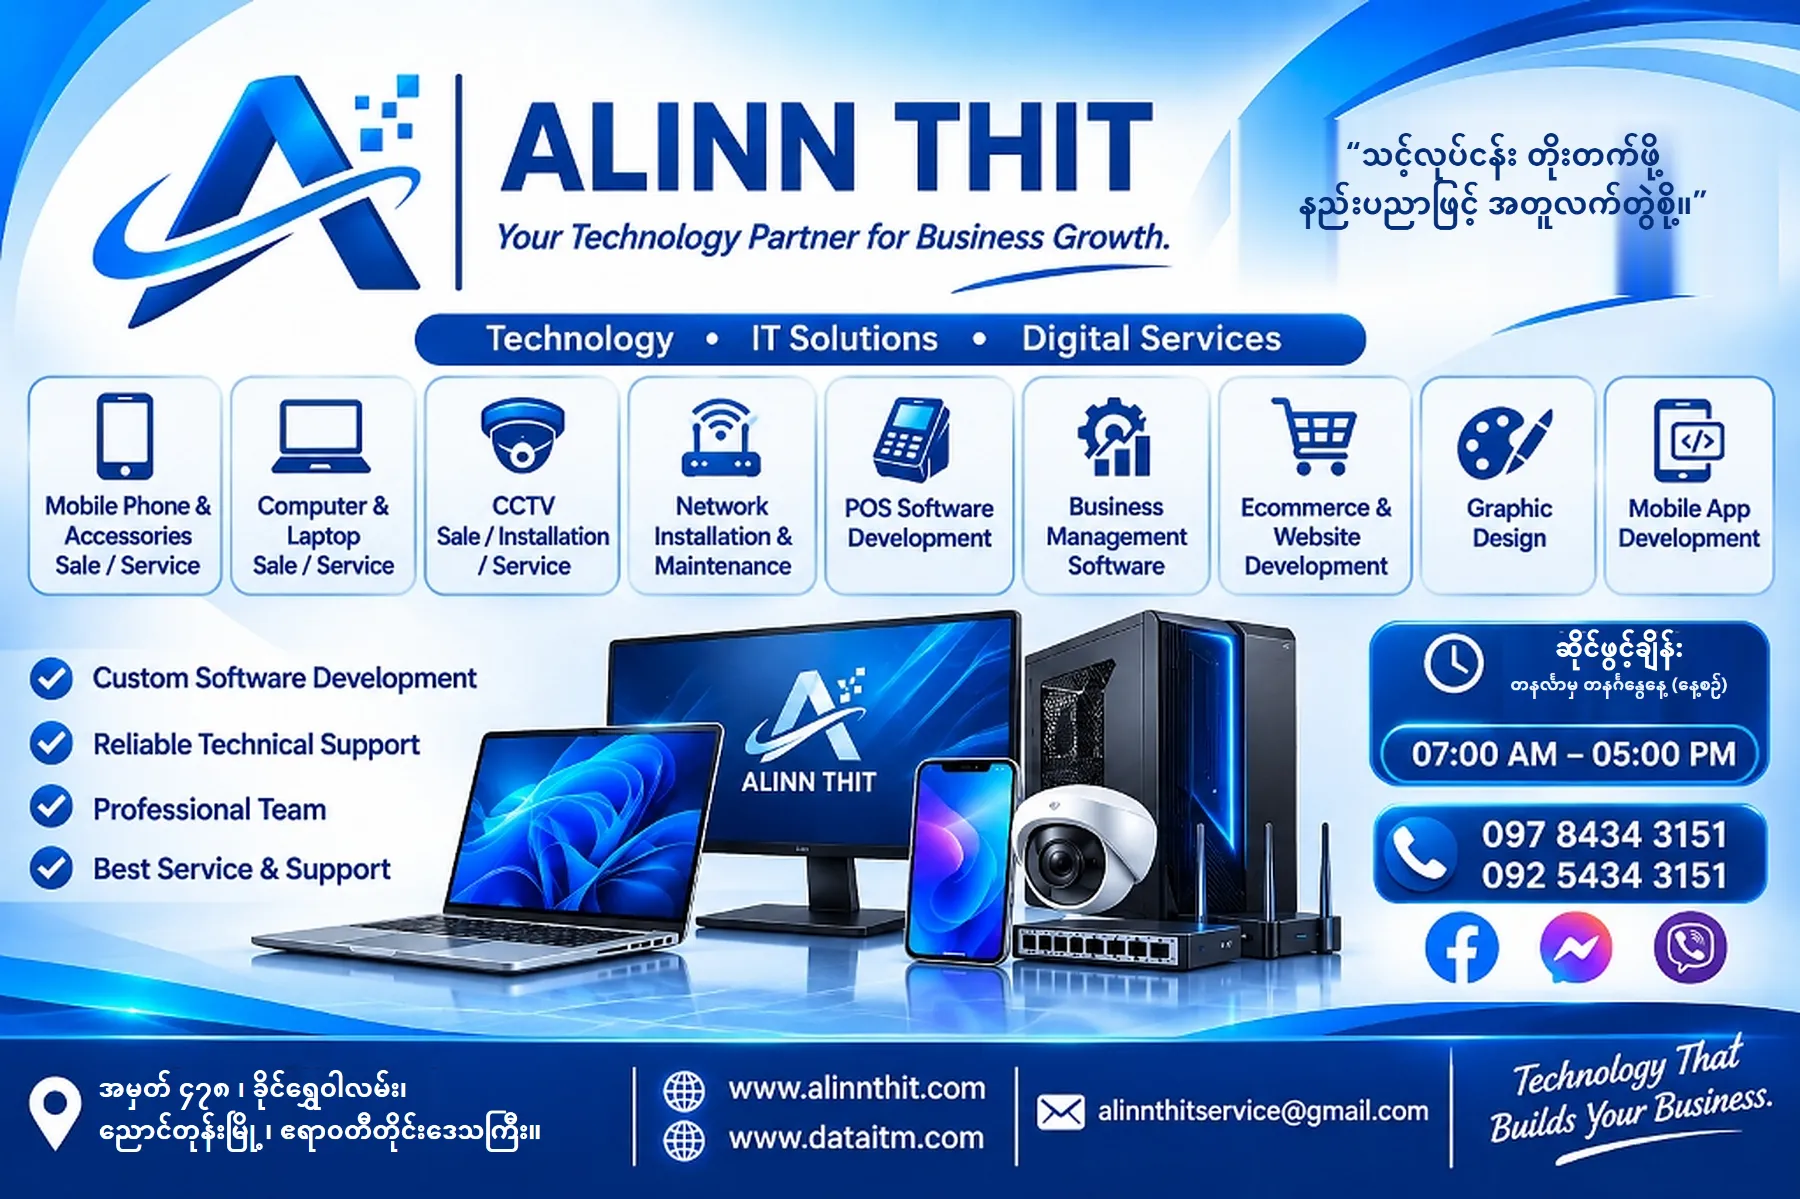 ALINN THIT
Your Technology Partner for Business Growth.
“သင့်လုပ်ငန်း တိုးတက်ဖို့
နည်းပညာဖြင့် အတူလက်တွဲစို့။”
Technology • IT Solutions • Digital Services
Mobile Phone &
Accessories
Sale / Service
Computer &
Laptop
Sale / Service
CCTV
Sale / Installation
/ Service
Network
Installation &
Maintenance
POS Software
Development
Business
Management
Software
Ecommerce &
Website
Development
Graphic
Design
Mobile App
Development
Custom Software Development
Reliable Technical Support
Professional Team
Best Service & Support
ALINN THIT
ဆိုင်ဖွင့်ချိန်း
တနင်္လာမှ တနင်္ဂနွေနေ့ (နေ့စဉ်)
07:00 AM – 05:00 PM
097 8434 3151
092 5434 3151
အမှတ် ၄၇၈ ၊ ခိုင်ရွှေဝါလမ်း၊
ညောင်တုန်းမြို့၊ ဧရာဝတီတိုင်းဒေသကြီး။
www.alinnthit.com
www.dataitm.com
alinnthitservice@gmail.com
Technology That
Builds Your Business.